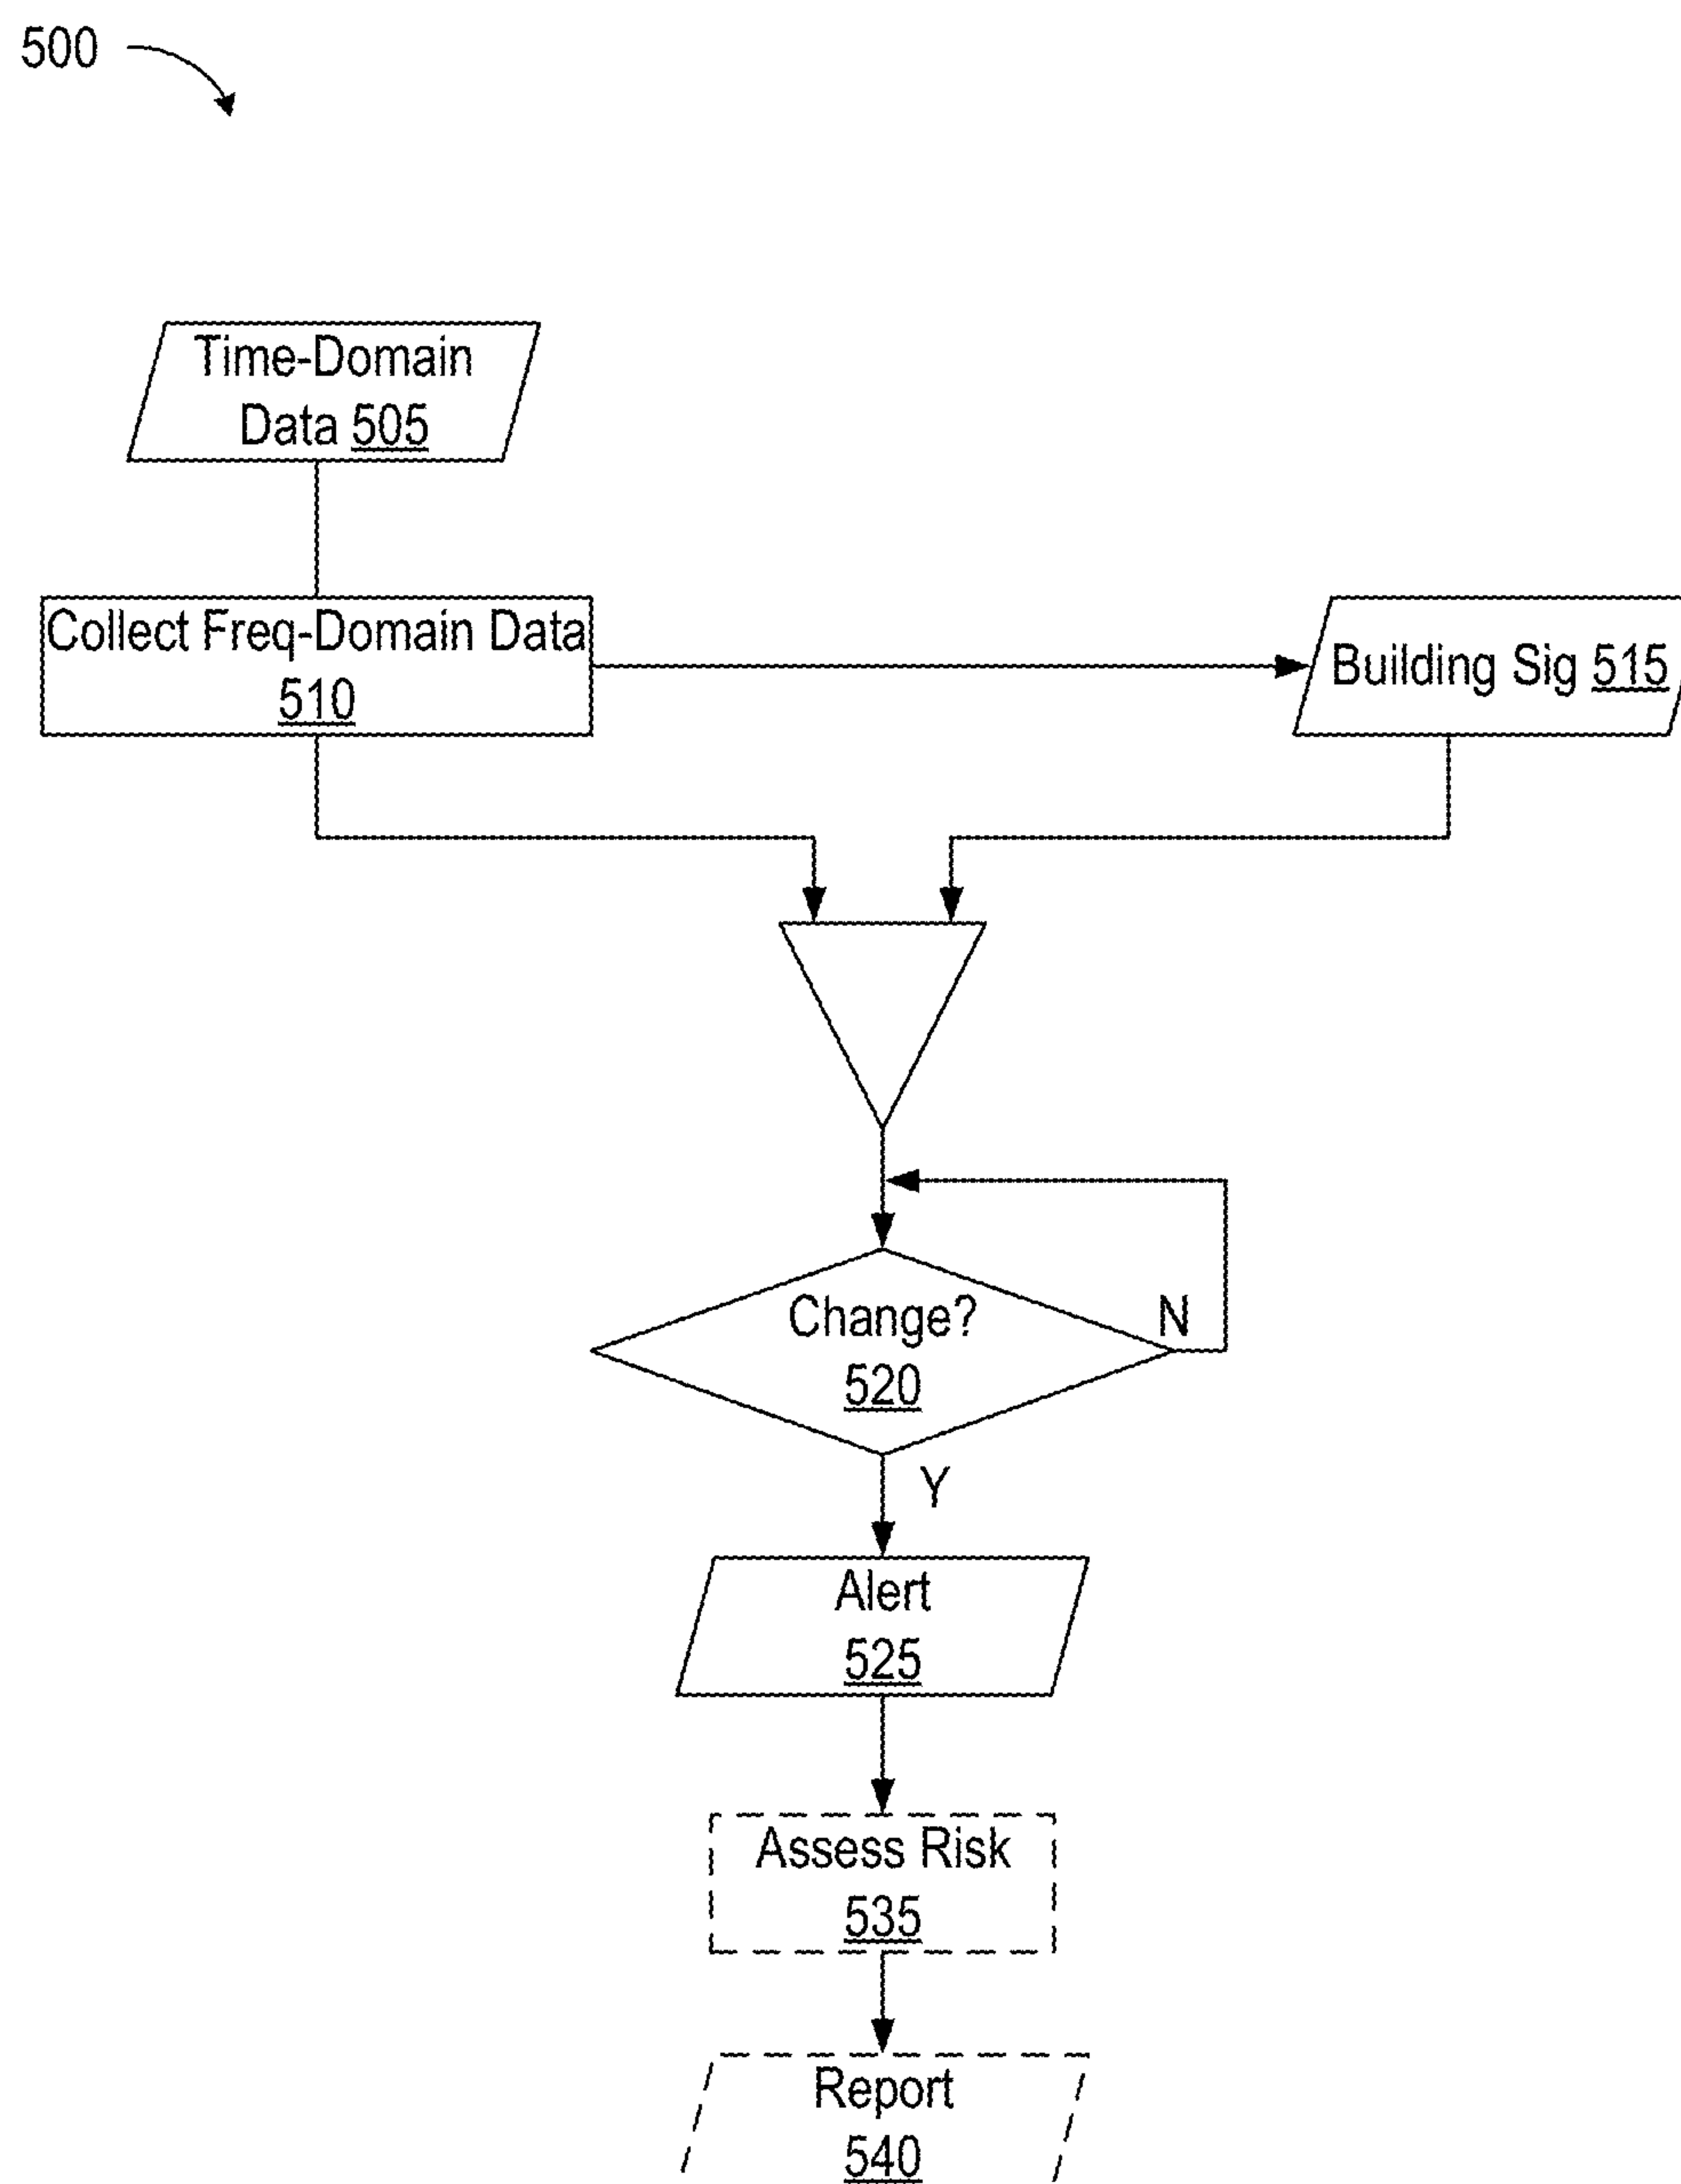 500
Time-Domain
Data 505
Collect Freq-Domain Data
510
Building Sig 515
Change?
520
N
Y
Alert
525
Assess Risk
535
Report
540